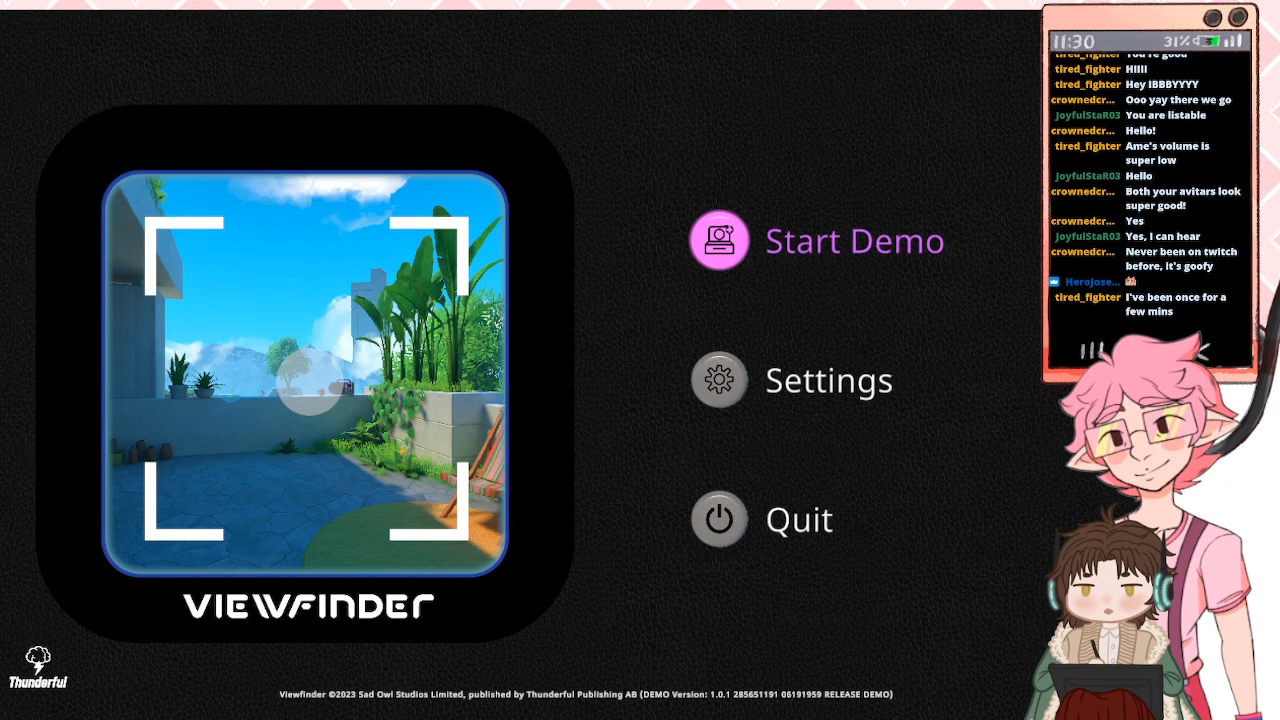 Start Demo
Settings
Quit
VIEWFINDER
Thunderful
Viewfinder ©2023 Sad Owl Studios Limited, published by Thunderful Publishing AB (DEMO Version: 1.0.1 285651191 06191959 RELEASE DEMO)
11:30 31%
tired_fighter You're good
tired_fighter HIIII
tired_fighter Hey IBBBYYYY
crownedcr... Ooo yay there we go
JoyfulStaR03 You are listable
crownedcr... Hello!
tired_fighter Ame's volume is
super low
JoyfulStaR03 Hello
crownedcr... Both your avitars look
super good!
crownedcr... Yes
JoyfulStaR03 Yes, I can hear
crownedcr... Never been on twitch
before, it's goofy
HeroJose...
tired_fighter I've been once for a
few mins